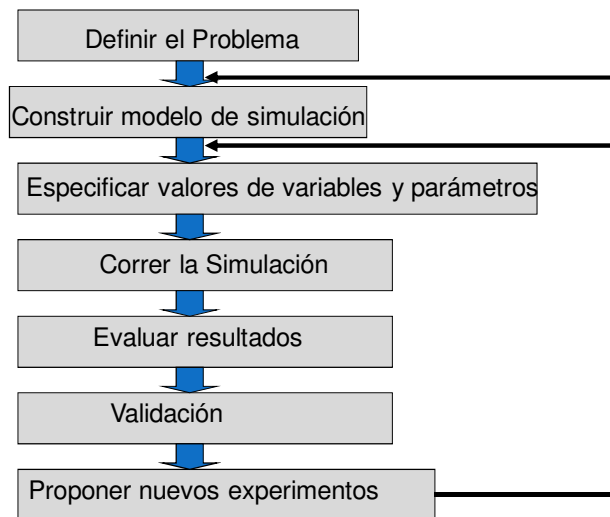 Definir el Problema
Construir modelo de simulación
Especificar valores de variables y parámetros
Correr la Simulación
Evaluar resultados
Validación
Proponer nuevos experimentos